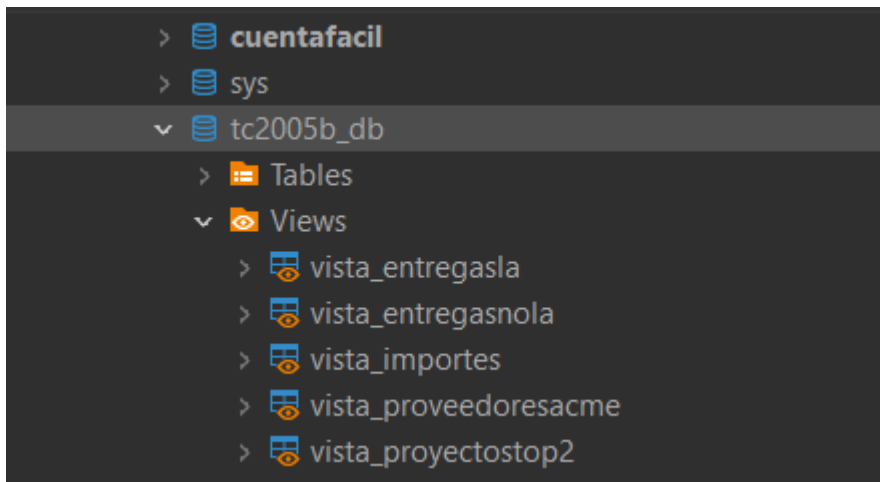 cuentafacil
sys
tc2005b_db
Tables
Views
vista_entregasla
vista_entregasnola
vista_importes
vista_proveedoresacme
vista_proyectostop2